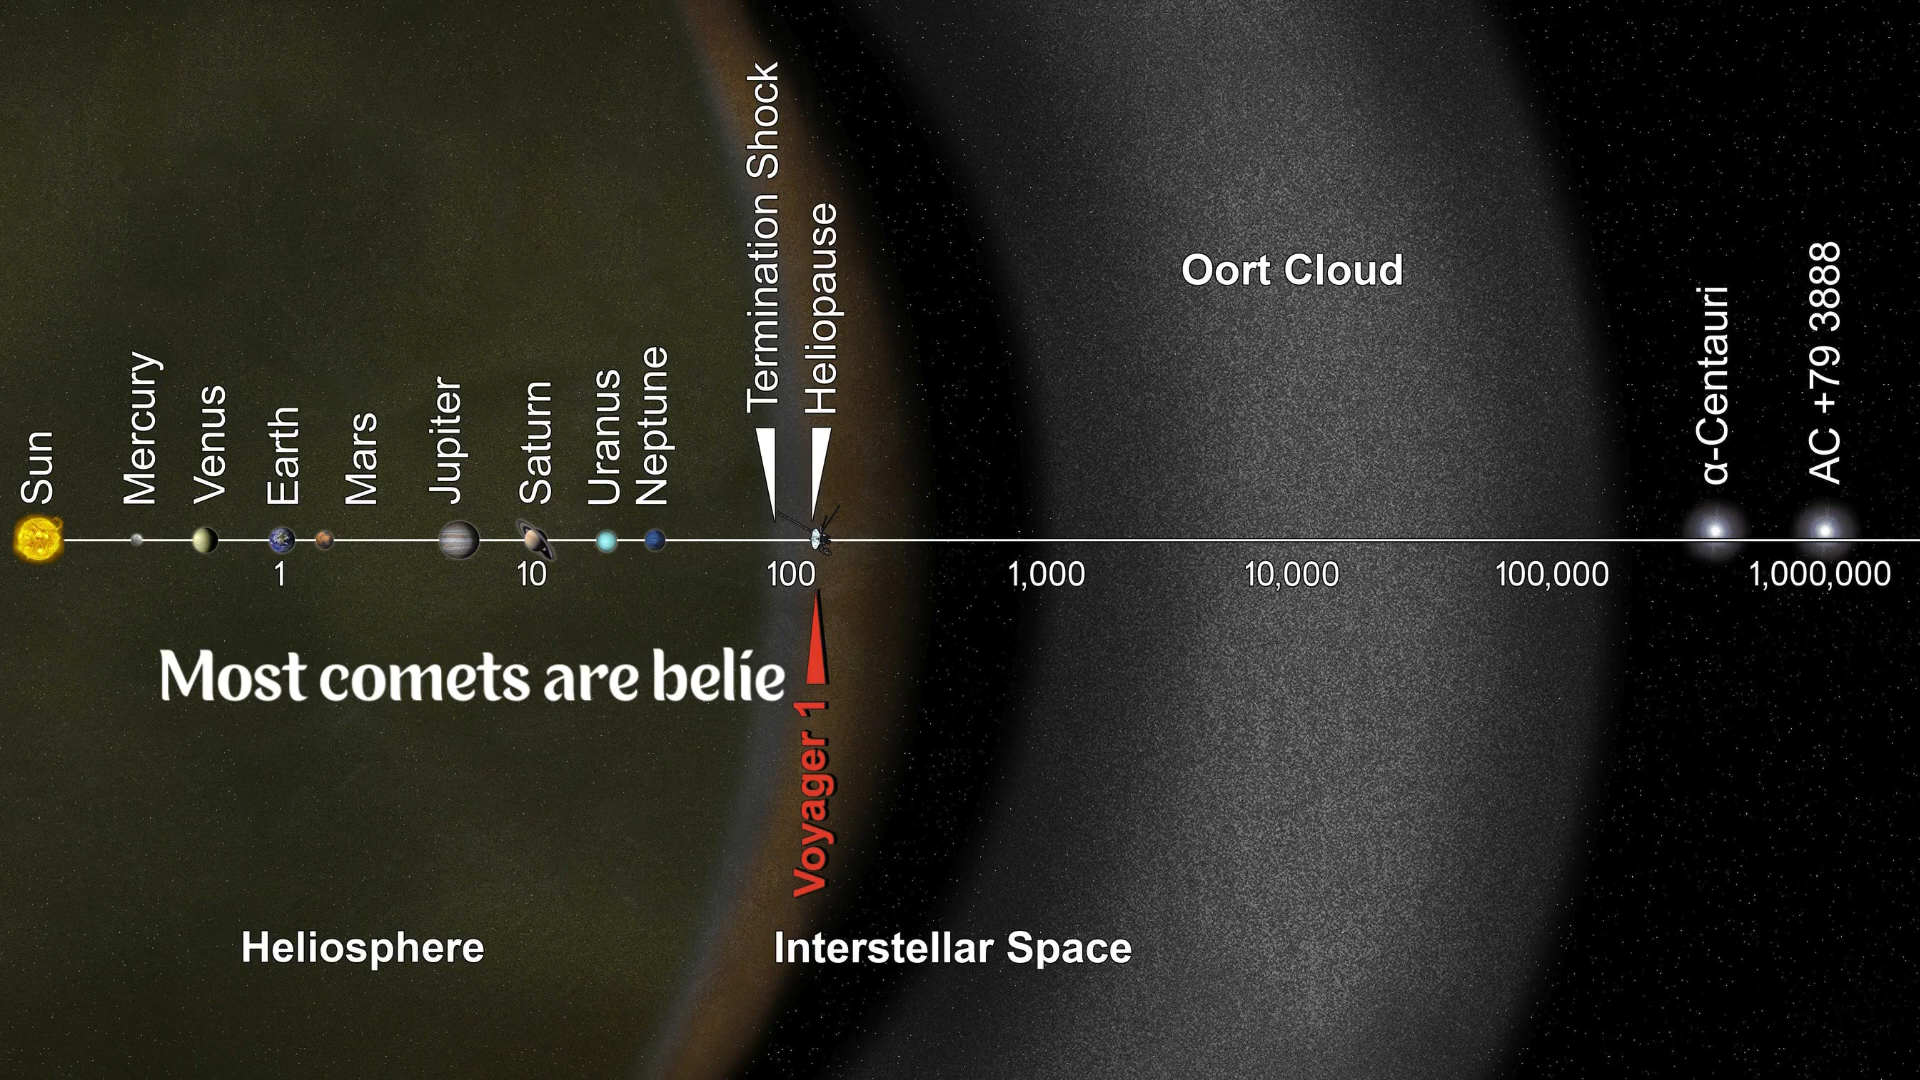 Sun
Mercury
Venus
Earth
Mars
Jupiter
Saturn
Uranus
Neptune
Termination Shock
Heliopause
Oort Cloud
α-Centauri
AC +79 3888
1
10
100
1,000
10,000
100,000
1,000,000
Most comets are belie
Voyager 1
Heliosphere
Interstellar Space